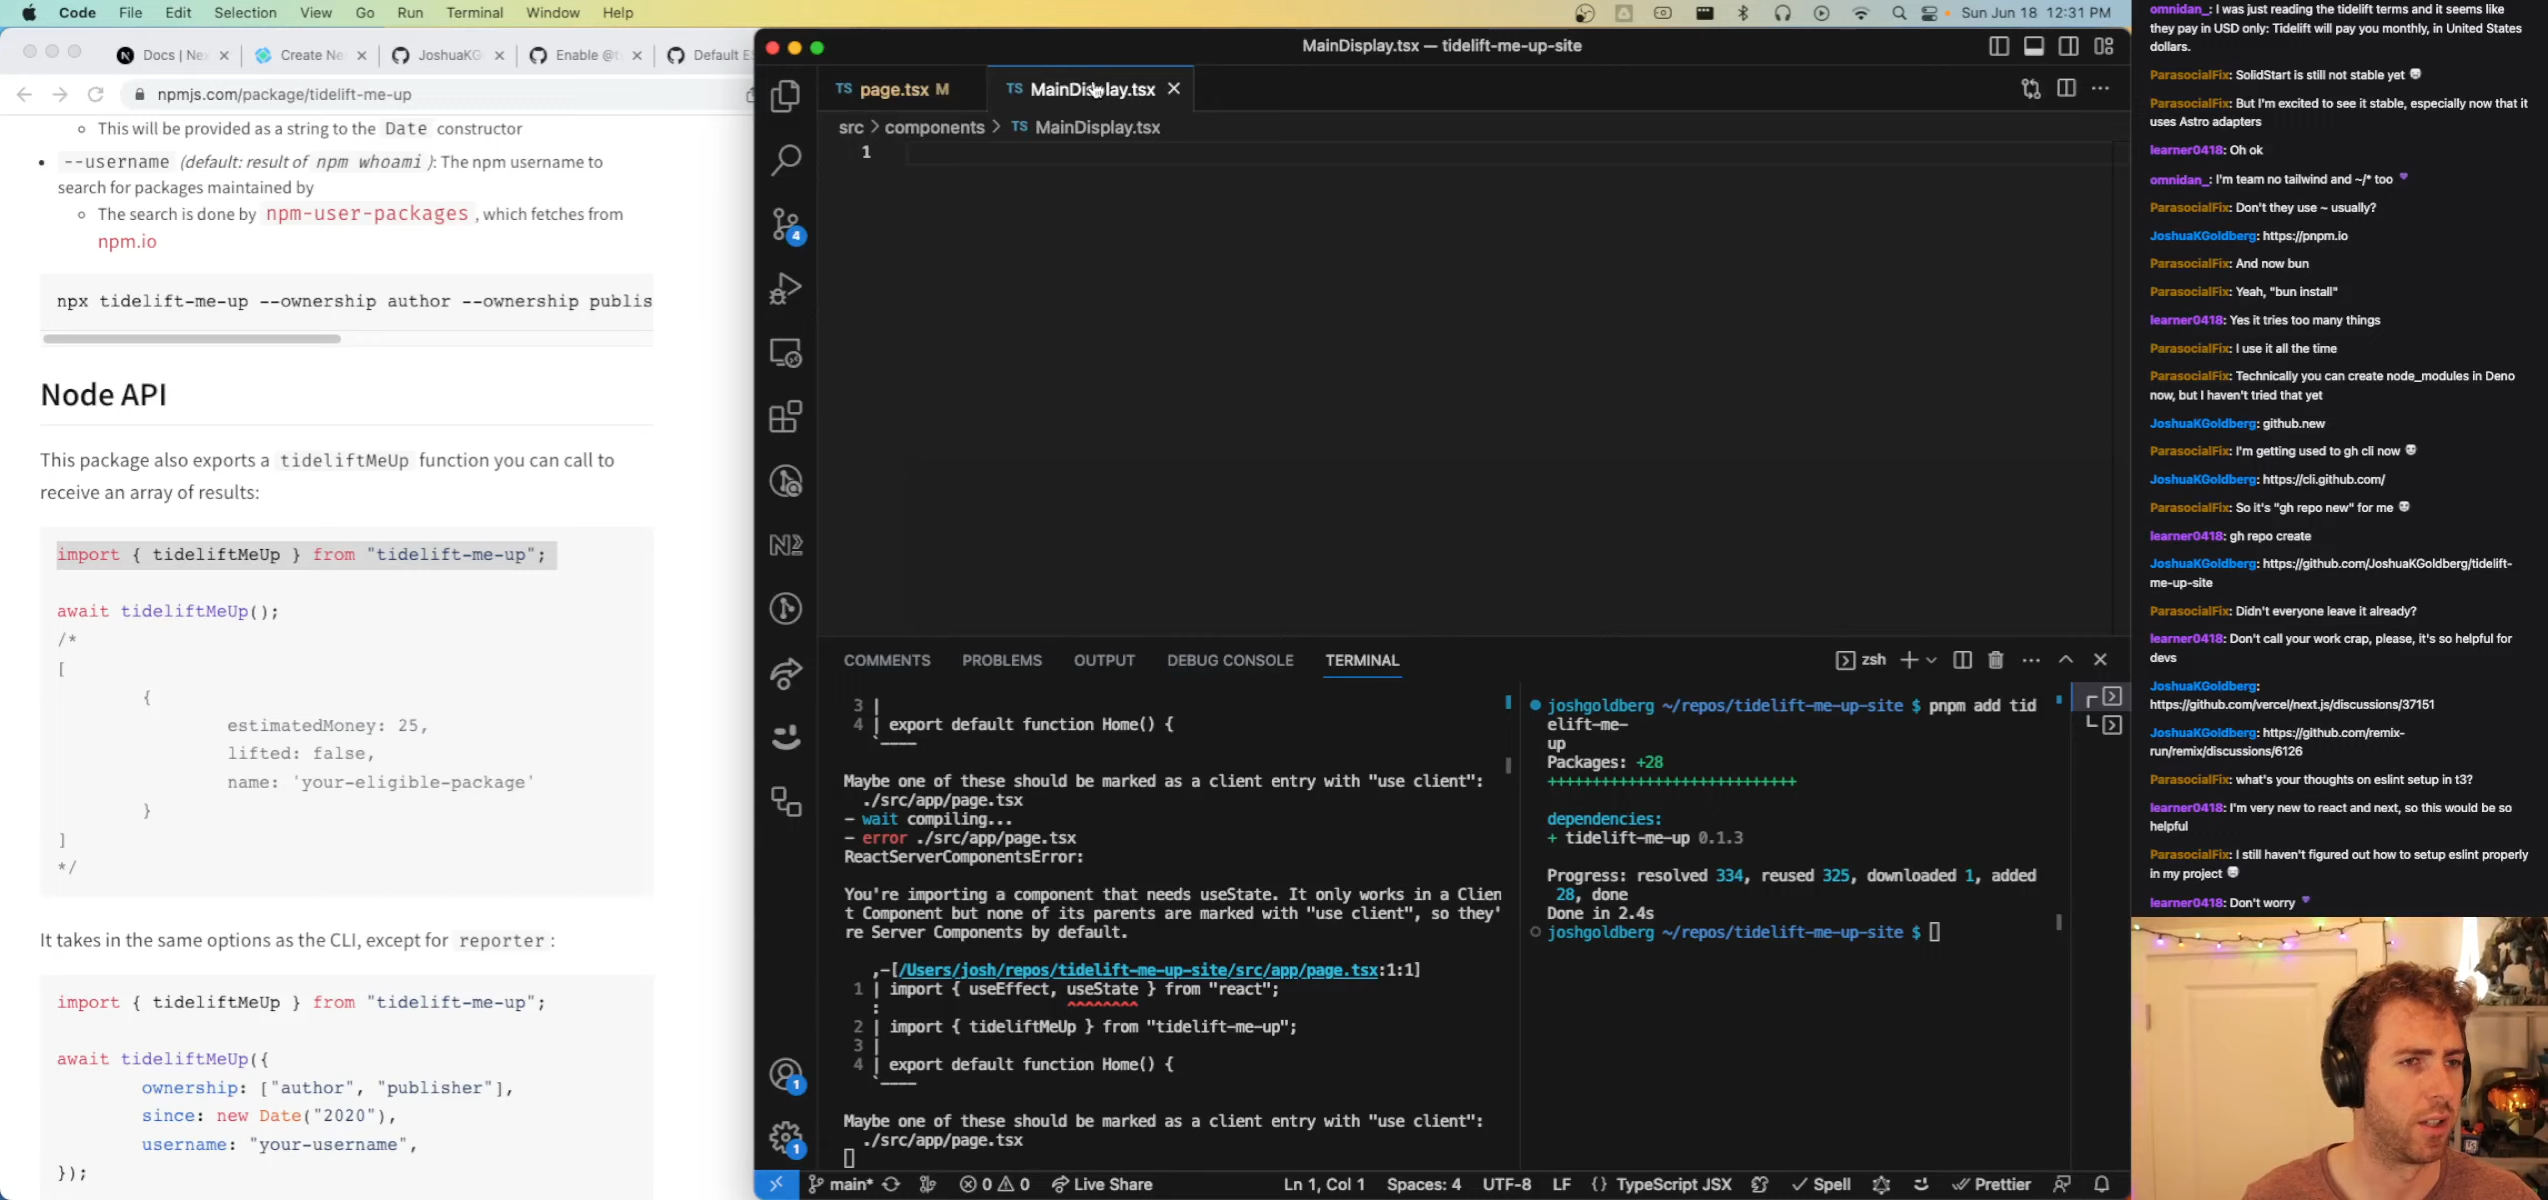 Code File Edit Selection View Go Run Terminal Window Help
Sun Jun 18 12:31 PM
Docs | Ne
Create Ne
JoshuaKG
Enable @t
Default E
npmjs.com/package/tidelift-me-up
This will be provided as a string to the Date constructor
--username (default: result of npm whoami ): The npm username to
search for packages maintained by
The search is done by npm-user-packages , which fetches from
npm.io
npx tidelift-me-up --ownership author --ownership publis
Node API
This package also exports a tideliftMeUp function you can call to
receive an array of results:
import { tideliftMeUp } from "tidelift-me-up";
await tideliftMeUp();
/*
[
{
estimatedMoney: 25,
lifted: false,
name: 'your-eligible-package'
}
]
*/
It takes in the same options as the CLI, except for reporter :
import { tideliftMeUp } from "tidelift-me-up";
await tideliftMeUp({
ownership: ["author", "publisher"],
since: new Date("2020"),
username: "your-username",
});
MainDisplay.tsx — tidelift-me-up-site
TS page.tsx M
TS MainDisplay.tsx
src > components > TS MainDisplay.tsx
1
4
1
1
COMMENTS PROBLEMS OUTPUT DEBUG CONSOLE TERMINAL
zsh
3 |
4 | export default function Home() {
`----
Maybe one of these should be marked as a client entry with "use client":
./src/app/page.tsx
- wait compiling...
- error ./src/app/page.tsx
ReactServerComponentsError:
You're importing a component that needs useState. It only works in a Clien
t Component but none of its parents are marked with "use client", so they'
re Server Components by default.
,-[/Users/josh/repos/tidelift-me-up-site/src/app/page.tsx:1:1]
1 | import { useEffect, useState } from "react";
:
2 | import { tideliftMeUp } from "tidelift-me-up";
3 |
4 | export default function Home() {
`----
Maybe one of these should be marked as a client entry with "use client":
./src/app/page.tsx
joshgoldberg ~/repos/tidelift-me-up-site $ pnpm add tid
elift-me-
up
Packages: +28
++++++++++++++++++++++++++++
dependencies:
+ tidelift-me-up 0.1.3
Progress: resolved 334, reused 325, downloaded 1, added
28, done
Done in 2.4s
joshgoldberg ~/repos/tidelift-me-up-site $
main* 0 0 Live Share Ln 1, Col 1 Spaces: 4 UTF-8 LF {} TypeScript JSX Spell Prettier
omnidan_: I was just reading the tidelift terms and it seems like
they pay in USD only: Tidelift will pay you monthly, in United States
dollars.
ParasocialFix: SolidStart is still not stable yet
ParasocialFix: But I'm excited to see it stable, especially now that it
uses Astro adapters
learner0418: Oh ok
omnidan_: I'm team no tailwind and ~/* too
ParasocialFix: Don't they use ~ usually?
JoshuaKGoldberg: https://pnpm.io
ParasocialFix: And now bun
ParasocialFix: Yeah, "bun install"
learner0418: Yes it tries too many things
ParasocialFix: I use it all the time
ParasocialFix: Technically you can create node_modules in Deno
now, but I haven't tried that yet
JoshuaKGoldberg: github.new
ParasocialFix: I'm getting used to gh cli now
JoshuaKGoldberg: https://cli.github.com/
ParasocialFix: So it's "gh repo new" for me
learner0418: gh repo create
JoshuaKGoldberg: https://github.com/JoshuaKGoldberg/tidelift-
me-up-site
ParasocialFix: Didn't everyone leave it already?
learner0418: Don't call your work crap, please, it's so helpful for
devs
JoshuaKGoldberg:
https://github.com/vercel/next.js/discussions/37151
JoshuaKGoldberg: https://github.com/remix-
run/remix/discussions/6126
ParasocialFix: what's your thoughts on eslint setup in t3?
learner0418: I'm very new to react and next, so this would be so
helpful
ParasocialFix: I still haven't figured out how to setup eslint properly
in my project
learner0418: Don't worry